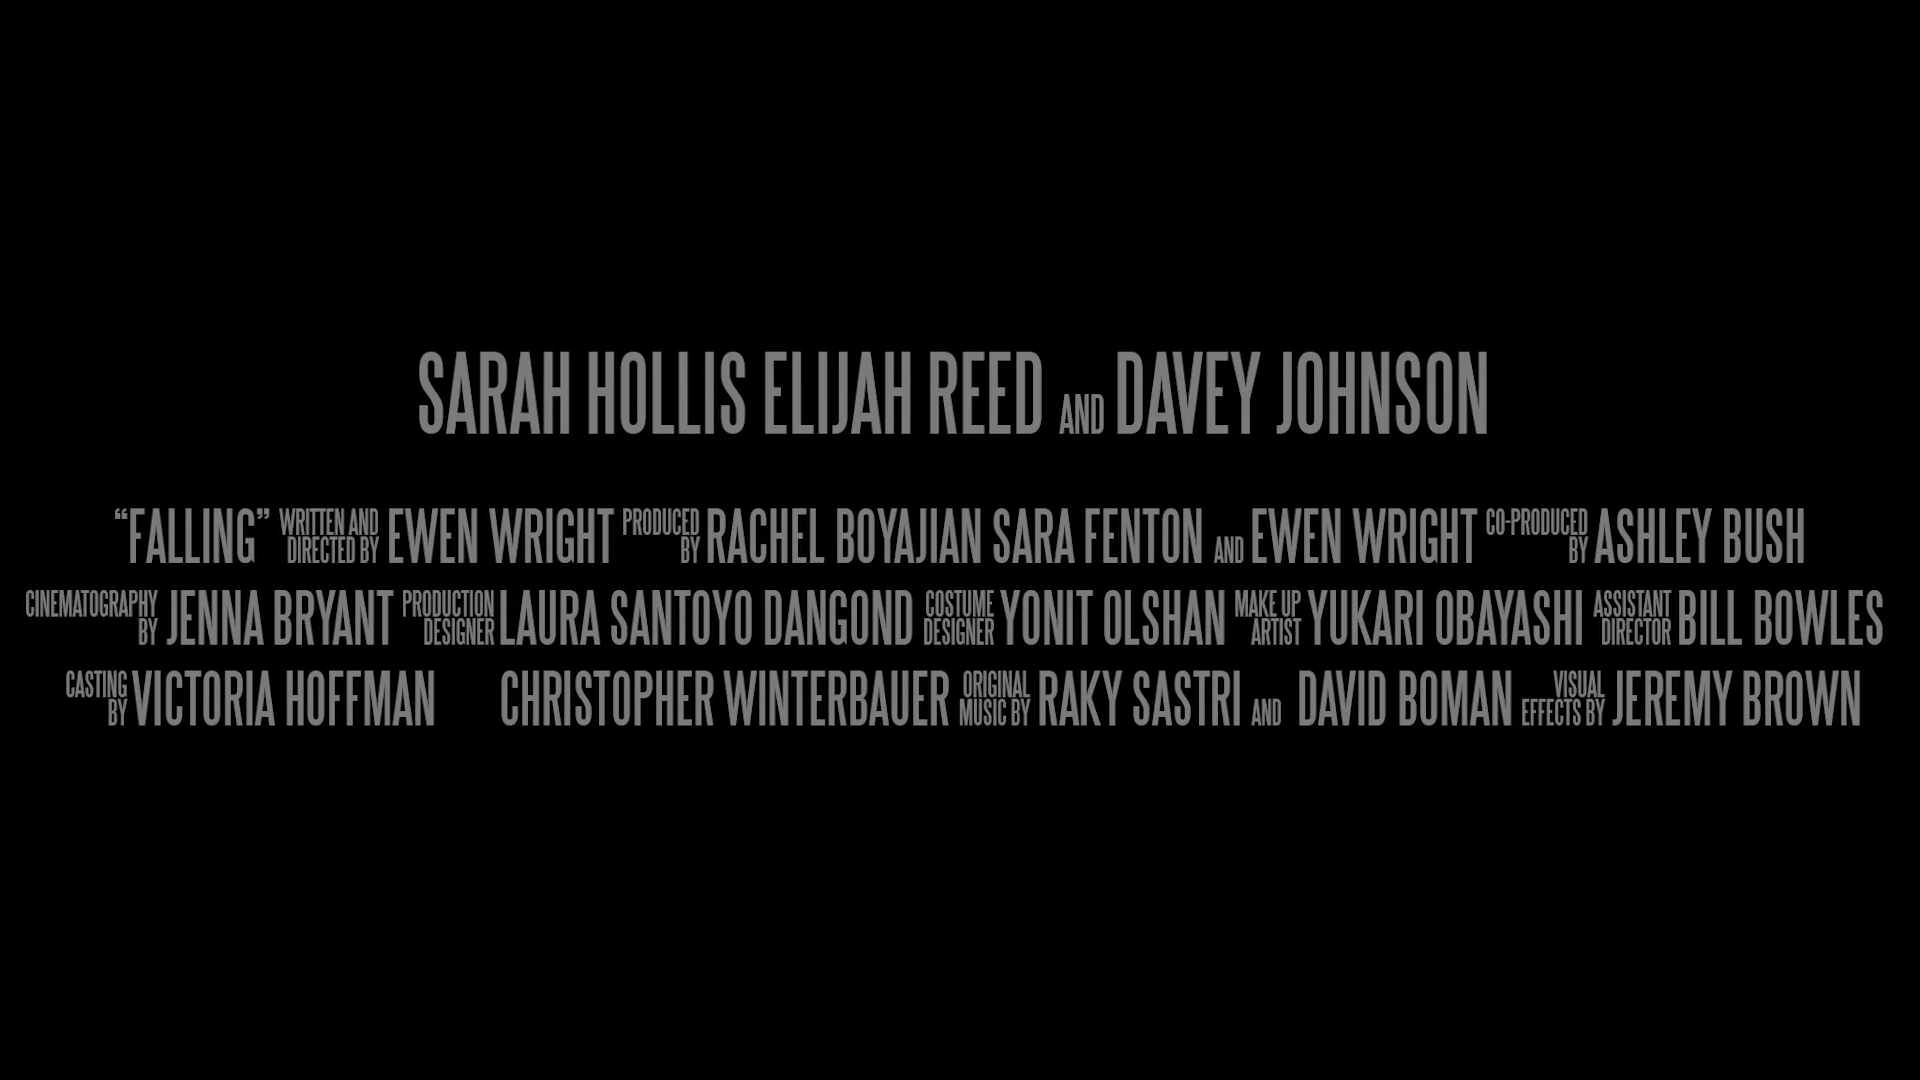 SARAH HOLLIS ELIJAH REED AND DAVEY JOHNSON
"FALLING" WRITTEN AND DIRECTED BY EWEN WRIGHT PRODUCED BY RACHEL BOYAJIAN SARA FENTON AND EWEN WRIGHT CO-PRODUCED BY ASHLEY BUSH
CINEMATOGRAPHY BY JENNA BRYANT PRODUCTION DESIGNER LAURA SANTOYO DANGOND COSTUME DESIGNER YONIT OLSHAN MAKE UP ARTIST YUKARI OBAYASHI ASSISTANT DIRECTOR BILL BOWLES
CASTING BY VICTORIA HOFFMAN CHRISTOPHER WINTERBAUER ORIGINAL MUSIC BY RAKY SASTRI AND DAVID BOMAN VISUAL EFFECTS BY JEREMY BROWN